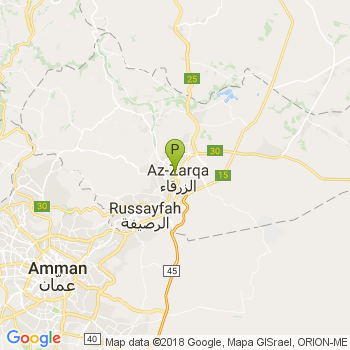 25
P
30
Az-Zarqa
الزرقاء
15
Russayfah
الرصيفة
30
Amman
عمّان
45
40
Google
Map data ©2018 Google, Mapa GISrael, ORION-ME